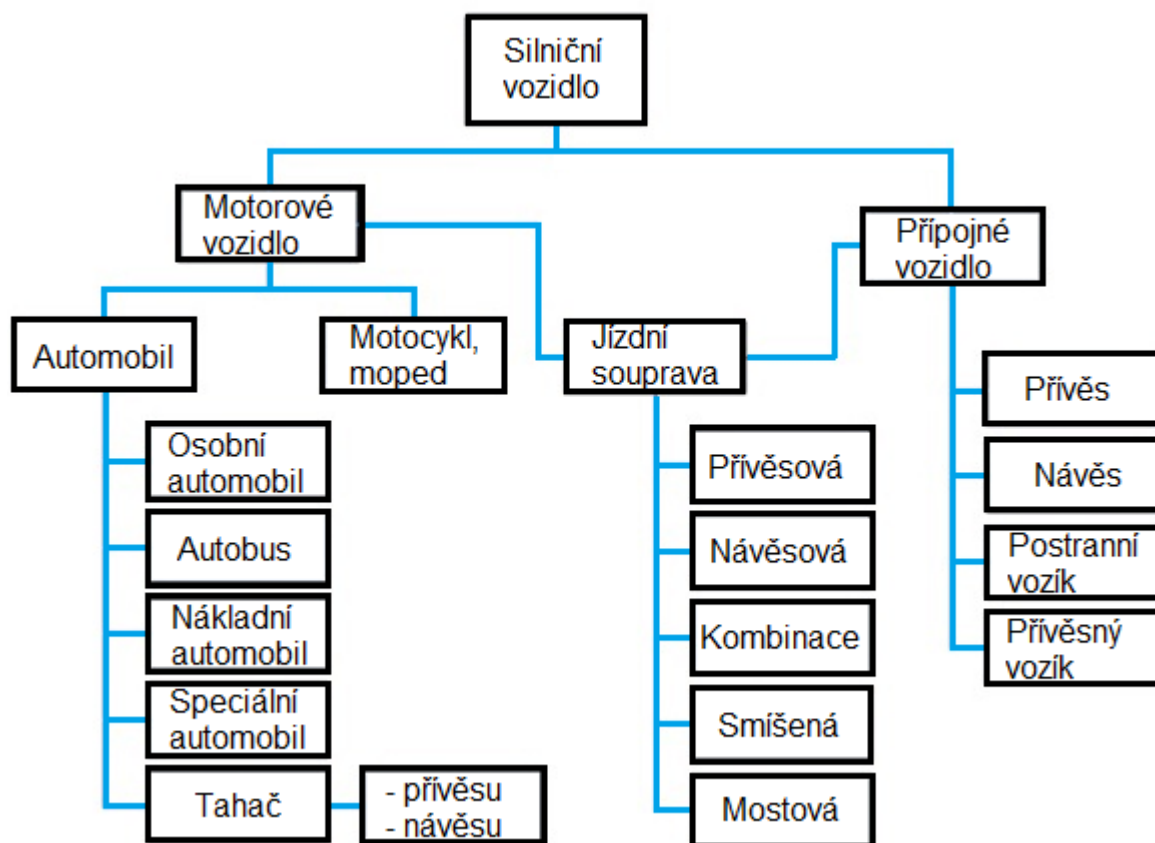 Silniční
vozidlo
Motorové
vozidlo
Přípojné
vozidlo
Automobil
Motocykl,
moped
Jízdní
souprava
Osobní
automobil
Autobus
Nákladní
automobil
Speciální
automobil
Tahač
- přívěsu
- návěsu
Přívěsová
Návěsová
Kombinace
Smíšená
Mostová
Přívěs
Návěs
Postranní
vozík
Přívěsný
vozík